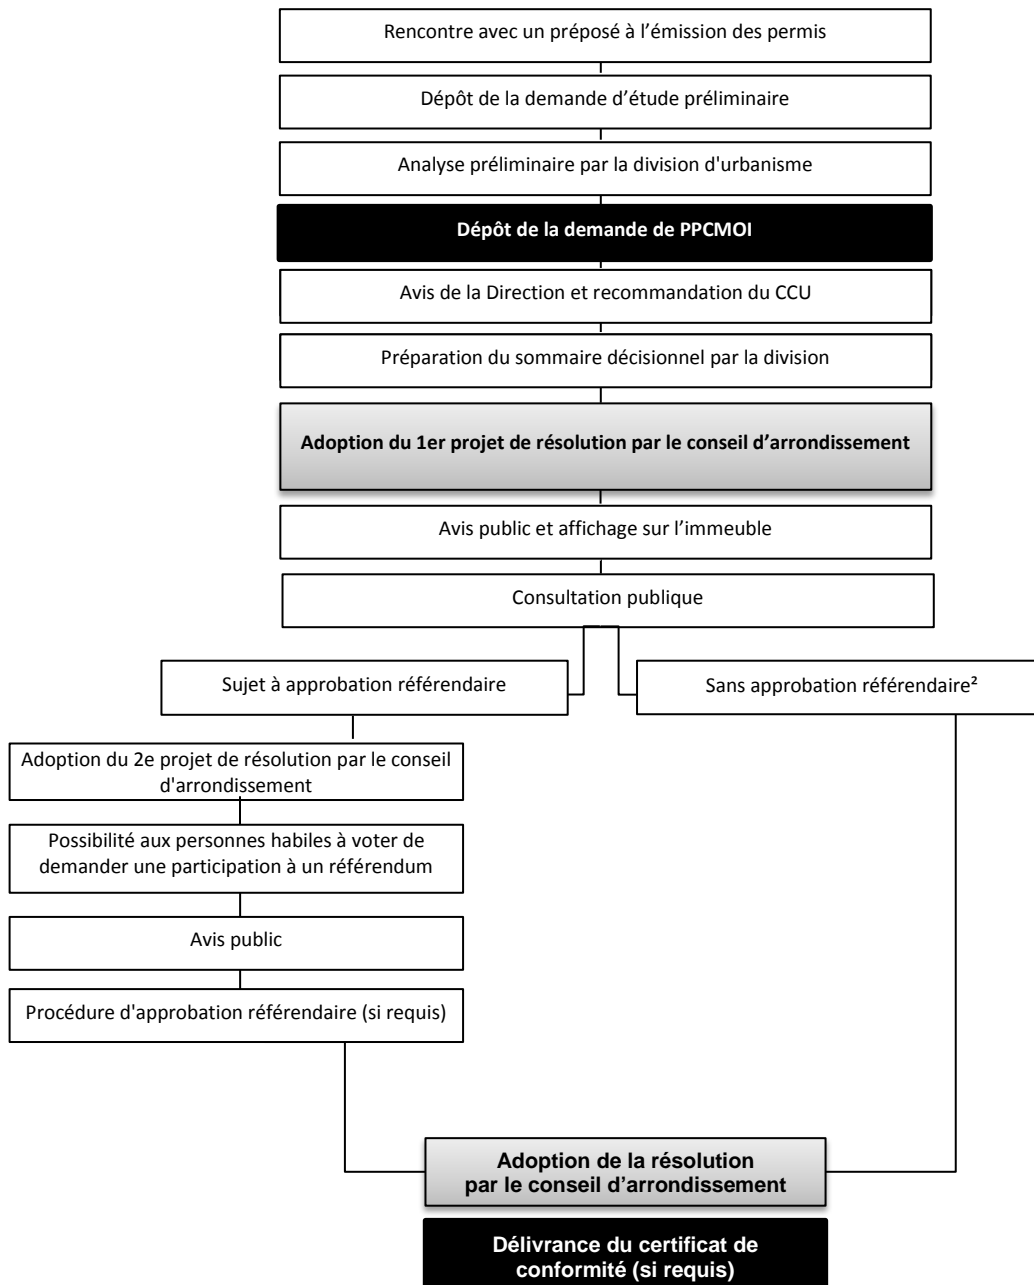 Rencontre avec un préposé à l’émission des permis
Dépôt de la demande d’étude préliminaire
Analyse préliminaire par la division d'urbanisme
Dépôt de la demande de PPCMOI
Avis de la Direction et recommandation du CCU
Préparation du sommaire décisionnel par la division
Adoption du 1er projet de résolution par le conseil d’arrondissement
Avis public et affichage sur l’immeuble
Consultation publique
Sujet à approbation référendaire
Sans approbation référendaire²
Adoption du 2e projet de résolution par le conseil
d'arrondissement
Possibilité aux personnes habiles à voter de
demander une participation à un référendum
Avis public
Procédure d'approbation référendaire (si requis)
Adoption de la résolution
par le conseil d’arrondissement
Délivrance du certificat de
conformité (si requis)